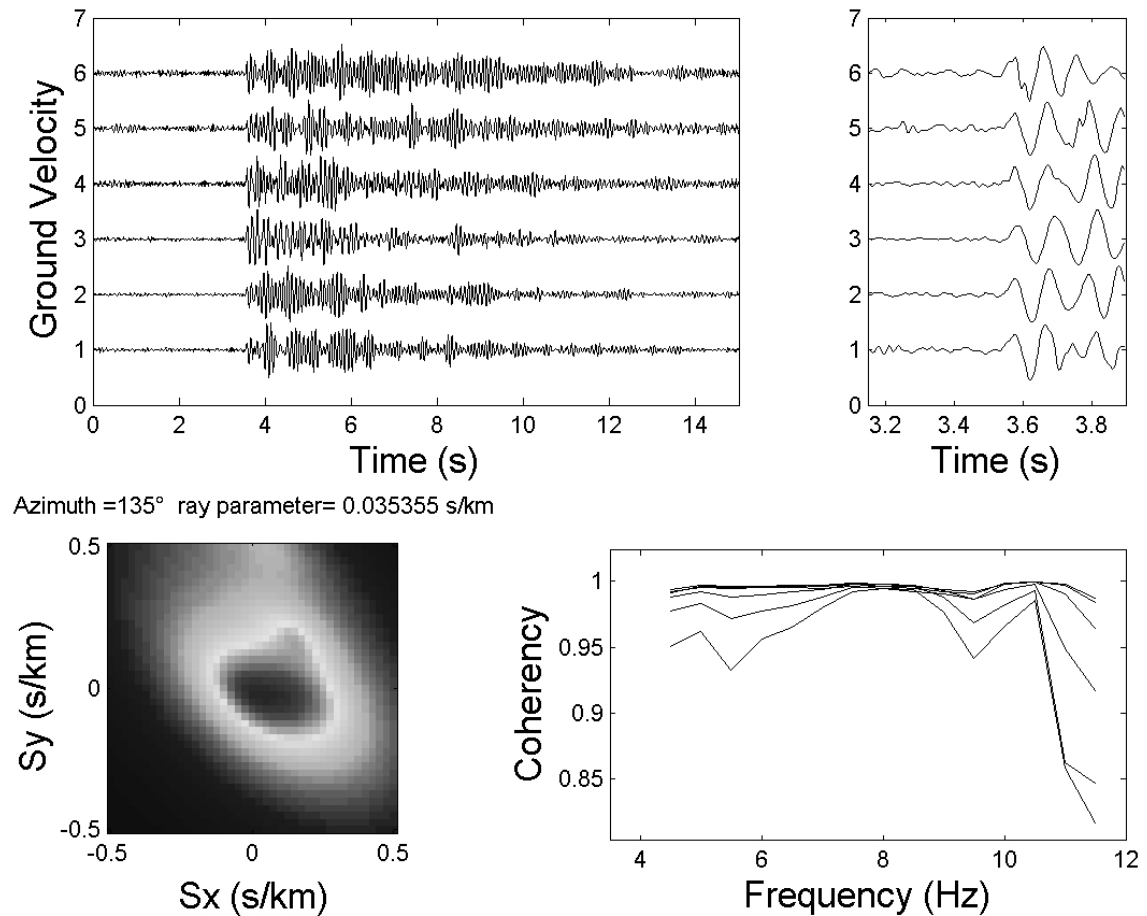 7
6
5
4
3
2
1
0
Ground Velocity
0 2 4 6 8 10 12 14
Time (s)
7
6
5
4
3
2
1
0
3.2 3.4 3.6 3.8
Time (s)
Azimuth =135° ray parameter= 0.035355 s/km
0.5
0
-0.5
Sy (s/km)
-0.5 0 0.5
Sx (s/km)
1
0.95
0.9
0.85
Coherency
4 6 8 10 12
Frequency (Hz)